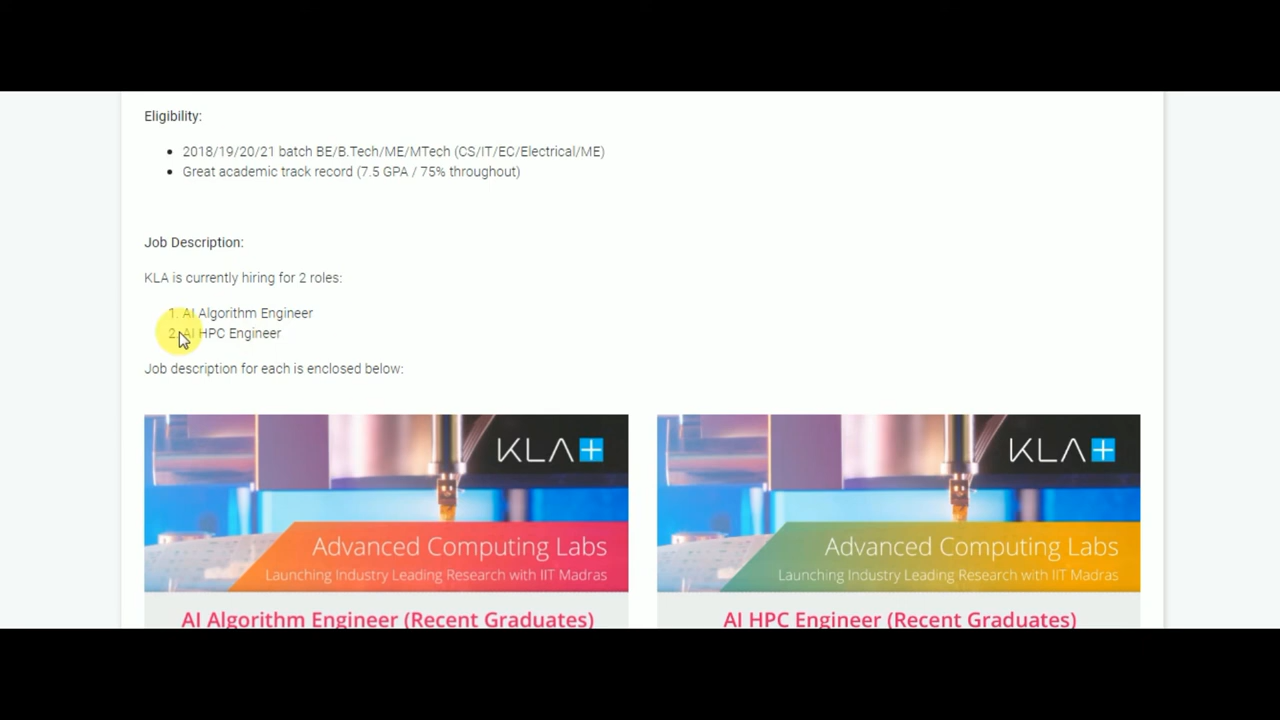 Eligibility:
2018/19/20/21 batch BE/B.Tech/ME/MTech (CS/IT/EC/Electrical/ME)
Great academic track record (7.5 GPA / 75% throughout)
Job Description:
KLA is currently hiring for 2 roles:
1. AI Algorithm Engineer
2. AI HPC Engineer
Job description for each is enclosed below:
KLA+
Advanced Computing Labs
Launching Industry Leading Research with IIT Madras
AI Algorithm Engineer (Recent Graduates)
KLA+
Advanced Computing Labs
Launching Industry Leading Research with IIT Madras
AI HPC Engineer (Recent Graduates)